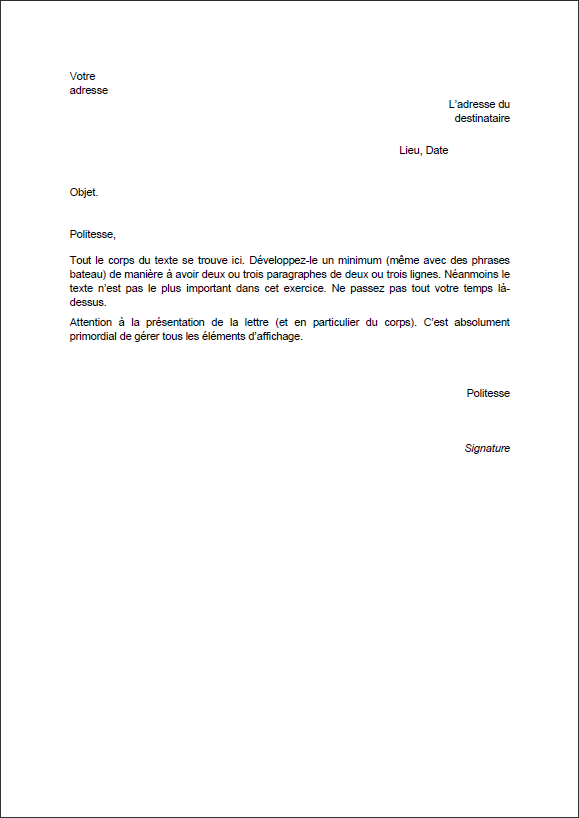 Votre
adresse
L'adresse du
destinataire
Lieu, Date
Objet.
Politesse,
Tout le corps du texte se trouve ici. Développez-le un minimum (même avec des phrases
bateau) de manière à avoir deux ou trois paragraphes de deux ou trois lignes. Néanmoins le
texte n'est pas le plus important dans cet exercice. Ne passez pas tout votre temps là-
dessus.
Attention à la présentation de la lettre (et en particulier du corps). C'est absolument
primordial de gérer tous les éléments d'affichage.
Politesse
Signature